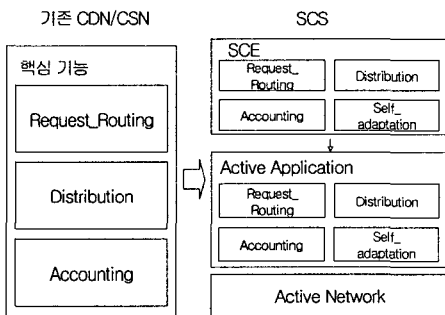 기존 CDN/CSN
SCS
핵심 기능
Request_Routing
Distribution
Accounting
SCE
Request_
Routing
Distribution
Accounting
Self_
adaptation
Active Application
Request_
Routing
Distribution
Accounting
Self_
adaptation
Active Network